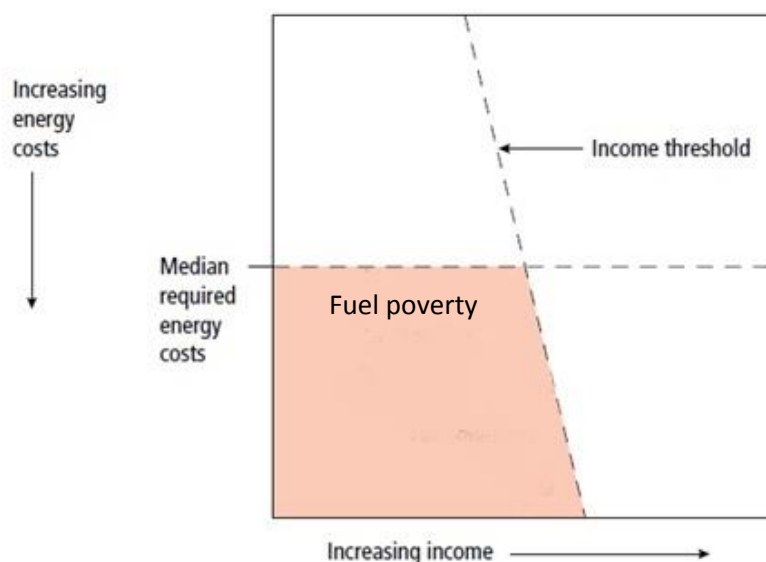 Increasing
energy
costs
Income threshold
Median
required
energy
costs
Fuel poverty
Increasing income